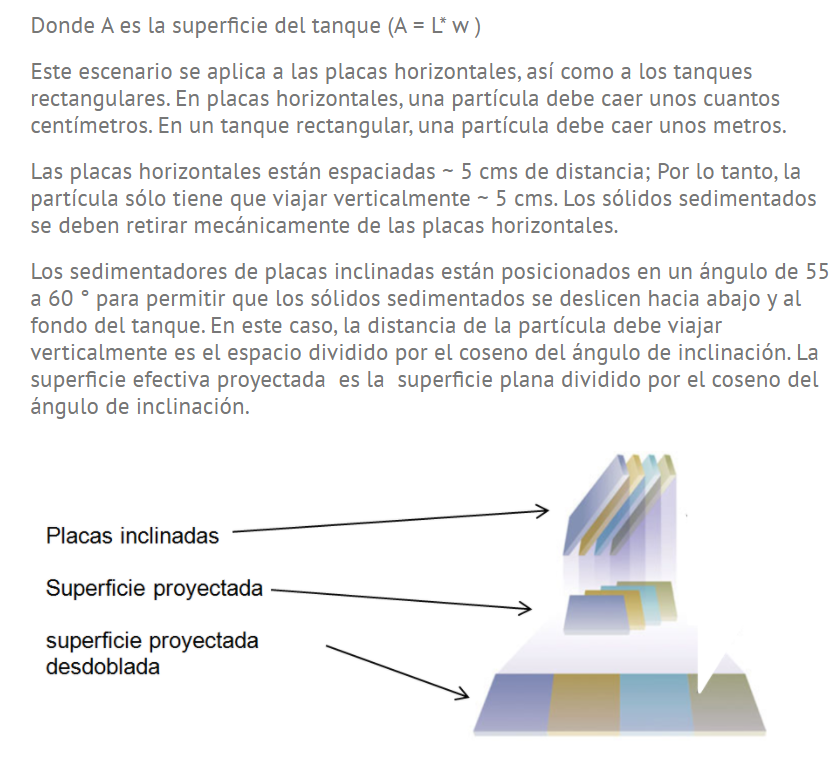 Donde A es la superficie del tanque (A = L* w )
Este escenario se aplica a las placas horizontales, así como a los tanques
rectangulares. En placas horizontales, una partícula debe caer unos cuantos
centímetros. En un tanque rectangular, una partícula debe caer unos metros.
Las placas horizontales están espaciadas ~ 5 cms de distancia; Por lo tanto, la
partícula sólo tiene que viajar verticalmente ~ 5 cms. Los sólidos sedimentados
se deben retirar mecánicamente de las placas horizontales.
Los sedimentadores de placas inclinadas están posicionados en un ángulo de 55
a 60 ° para permitir que los sólidos sedimentados se deslicen hacia abajo y al
fondo del tanque. En este caso, la distancia de la partícula debe viajar
verticalmente es el espacio dividido por el coseno del ángulo de inclinación. La
superficie efectiva proyectada  es la  superficie plana dividido por el coseno del
ángulo de inclinación.
Placas inclinadas
Superficie proyectada
superficie proyectada
desdoblada